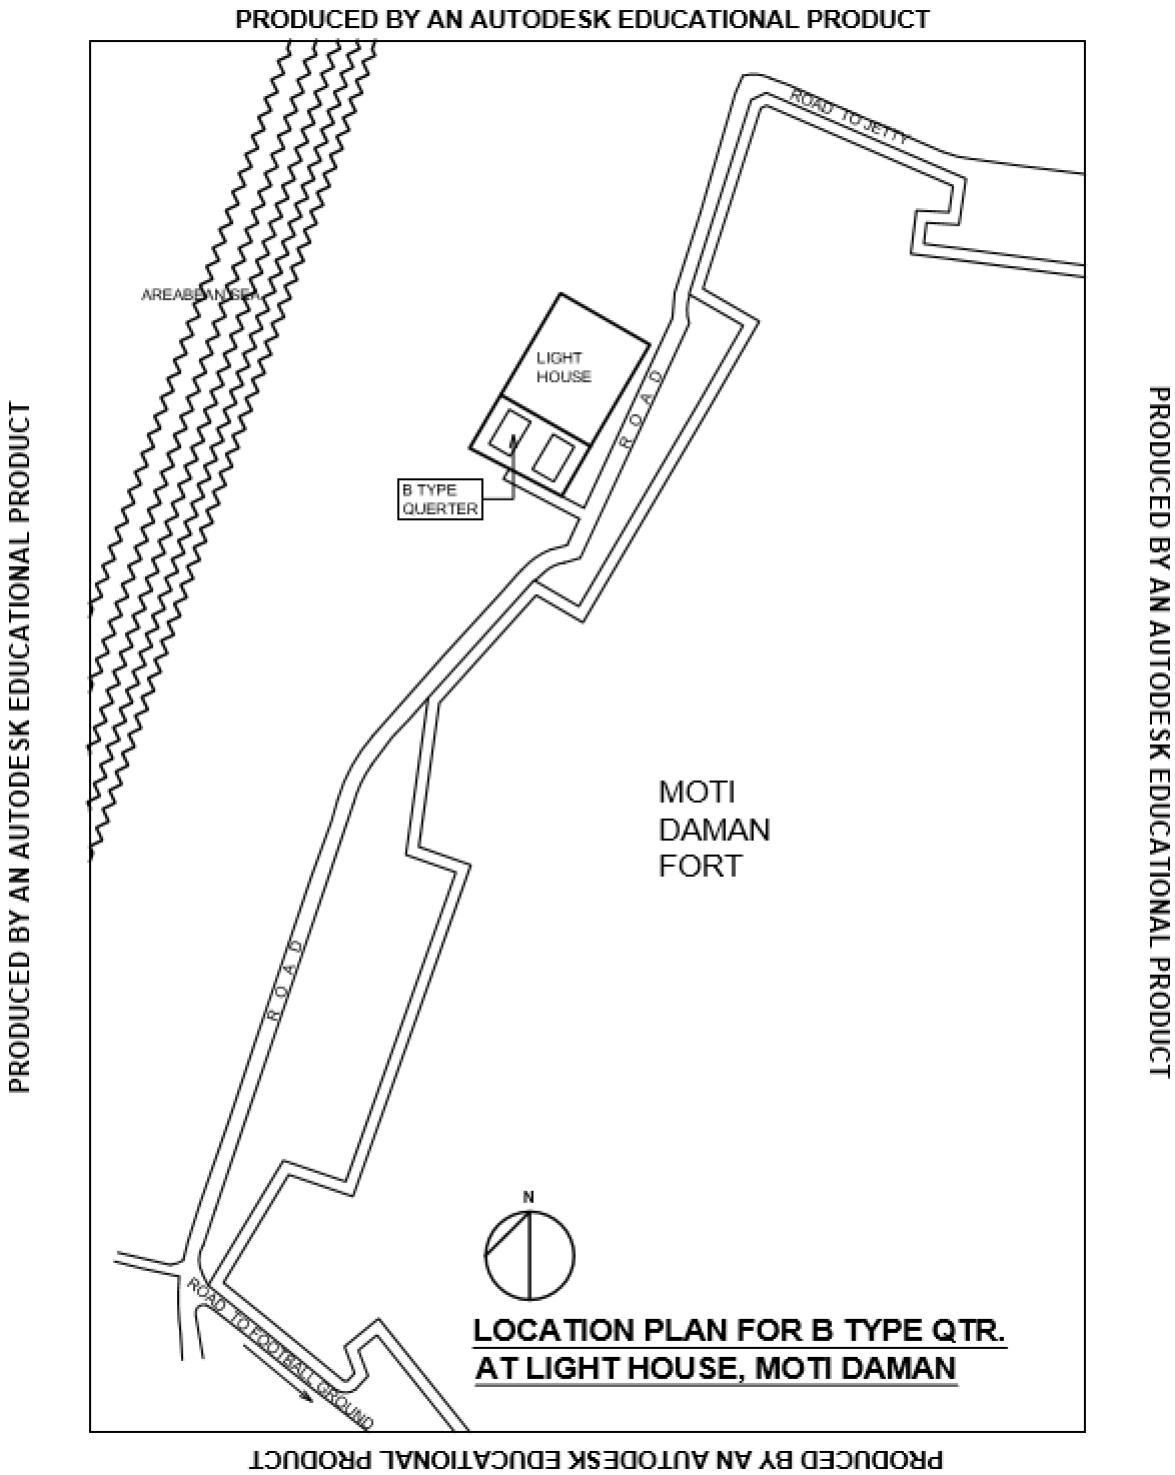 PRODUCED BY AN AUTODESK EDUCATIONAL PRODUCT
ROAD TO JETTY
AREABEAN SEA
LIGHT
HOUSE
ROAD
B TYPE
QUERTER
MOTI
DAMAN
FORT
ROAD
N
ROAD TO FOOTBALL GROUND
LOCATION PLAN FOR B TYPE QTR.
AT LIGHT HOUSE, MOTI DAMAN
PRODUCED BY AN AUTODESK EDUCATIONAL PRODUCT
PRODUCED BY AN AUTODESK EDUCATIONAL PRODUCT
PRODUCED BY AN AUTODESK EDUCATIONAL PRODUCT